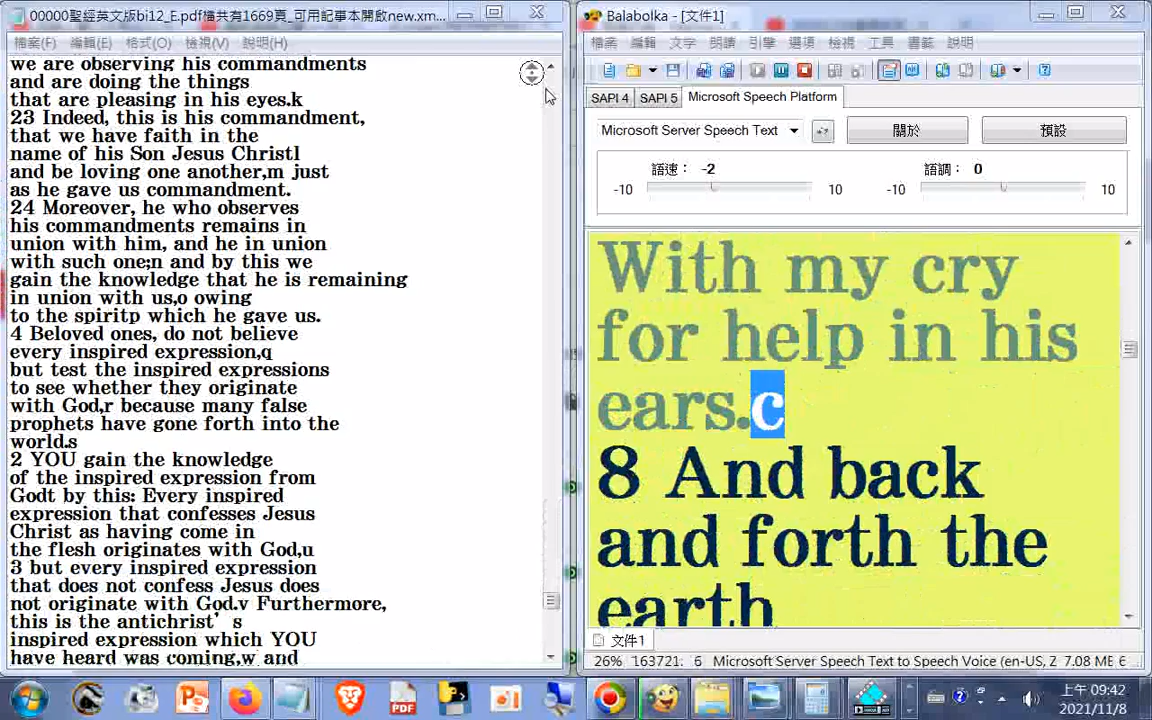 00000聖經英文版bi12_E.pdf檔共有1669頁_可用記事本開啟new.xm...
檔案(F) 編輯(E) 格式(O) 檢視(V) 說明(H)
we are observing his commandments
and are doing the things
that are pleasing in his eyes.k
23 Indeed, this is his commandment,
that we have faith in the
name of his Son Jesus Christl
and be loving one another,m just
as he gave us commandment.
24 Moreover, he who observes
his commandments remains in
union with him, and he in union
with such one;n and by this we
gain the knowledge that he is remaining
in union with us,o owing
to the spiritp which he gave us.
4 Beloved ones, do not believe
every inspired expression,q
but test the inspired expressions
to see whether they originate
with God,r because many false
prophets have gone forth into the
world.s
2 YOU gain the knowledge
of the inspired expression from
Godt by this: Every inspired
expression that confesses Jesus
Christ as having come in
the flesh originates with God,u
3 but every inspired expression
that does not confess Jesus does
not originate with God.v Furthermore,
this is the antichrist’s
inspired expression which YOU
have heard was coming,w and
Balabolka - [文件1]
檔案 編輯 文字 朗讀 引擎 選項 檢視 工具 書籤 說明
SAPI 4 SAPI 5 Microsoft Speech Platform
Microsoft Server Speech Text 關於 預設
語速： -2 語調： 0
-10 10 -10 10
With my cry
for help in his
ears.c
8 And back
and forth the
earth
文件1
26% 163721: 6 Microsoft Server Speech Text to Speech Voice (en-US, Z 7.08 MB 6
PDF
上午 09:42
2021/11/8